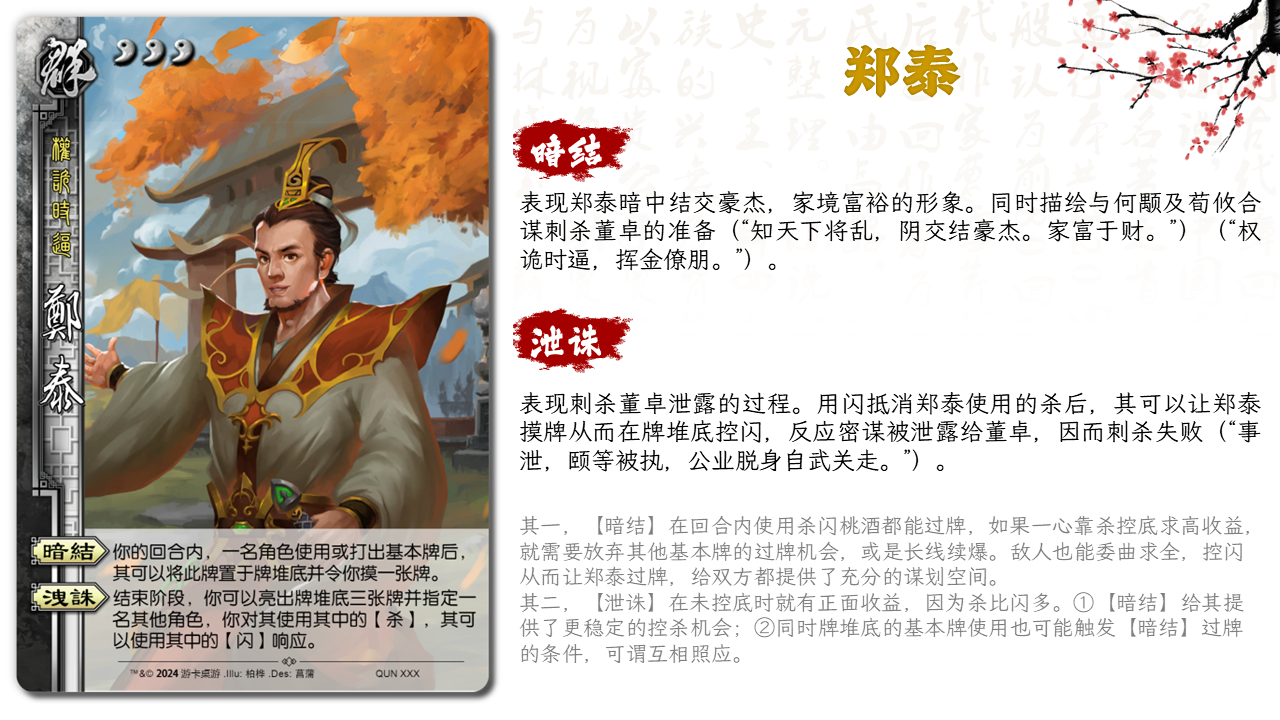 群
權詭時逼
鄭泰
暗結
你的回合内，一名角色使用或打出基本牌后，
其可以将此牌置于牌堆底并令你摸一张牌。
洩誅
结束阶段，你可以亮出牌堆底三张牌并指定一
名其他角色，你对其使用其中的【杀】，其可
以使用其中的【闪】响应。
™&© 2024 游卡桌游 .Illu: 柏桦 .Des: 菖蒲
QUN XXX
郑泰
暗结
表现郑泰暗中结交豪杰，家境富裕的形象。同时描绘与何颙及荀攸合
谋刺杀董卓的准备（“知天下将乱，阴交结豪杰。家富于财。”）（“权
诡时逼，挥金僚朋。”）。
泄诛
表现刺杀董卓泄露的过程。用闪抵消郑泰使用的杀后，其可以让郑泰
摸牌从而在牌堆底控闪，反应密谋被泄露给董卓，因而刺杀失败（“事
泄，颐等被执，公业脱身自武关走。”）。
其一，【暗结】在回合内使用杀闪桃酒都能过牌，如果一心靠杀控底求高收益，
就需要放弃其他基本牌的过牌机会，或是长线续爆。敌人也能委曲求全，控闪
从而让郑泰过牌，给双方都提供了充分的谋划空间。
其二，【泄诛】在未控底时就有正面收益，因为杀比闪多。①【暗结】给其提
供了更稳定的控杀机会；②同时牌堆底的基本牌使用也可能触发【暗结】过牌
的条件，可谓互相照应。